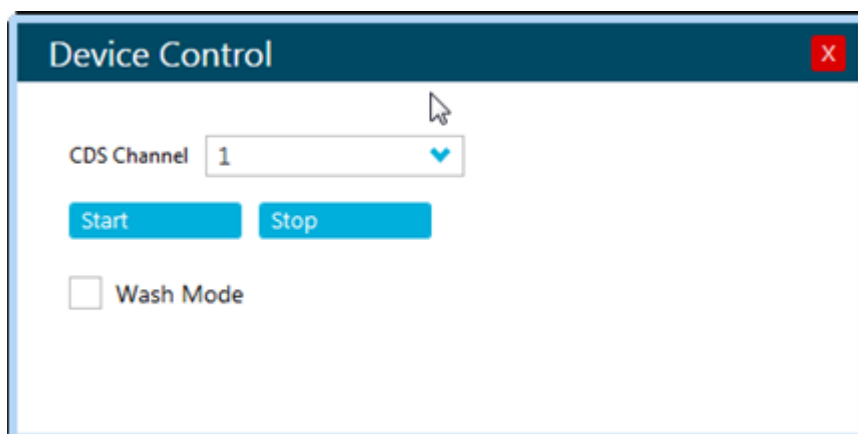 Device Control X
CDS Channel 1
Start Stop
Wash Mode